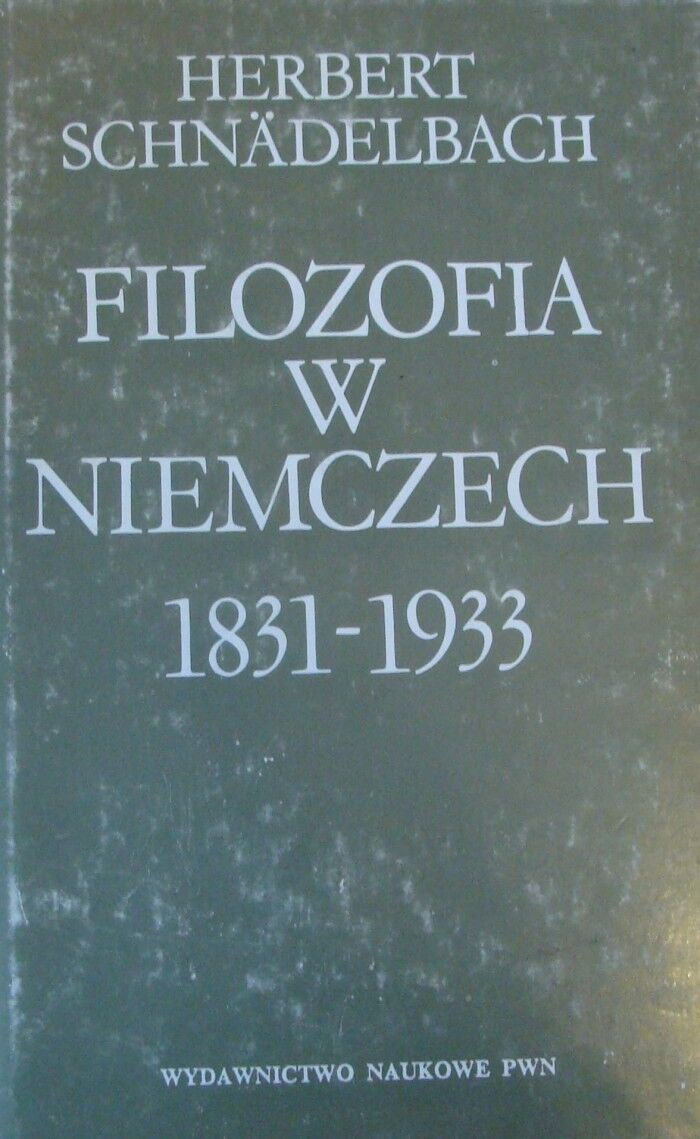 HERBERT
SCHNÄDELBACH
FILOZOFIA
W
NIEMCZECH
1831-1933
WYDAWNICTWO NAUKOWE PWN